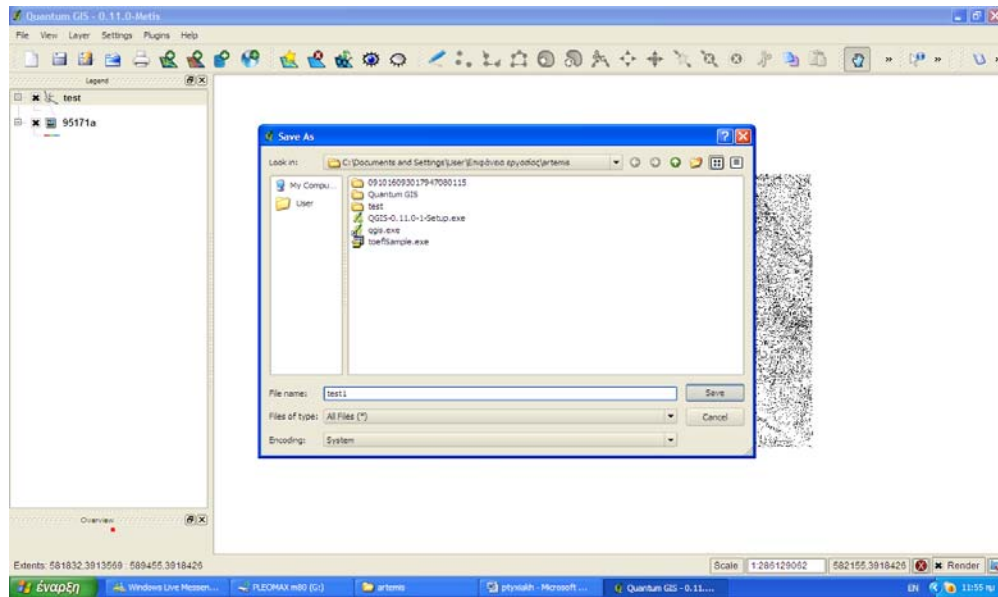 Quantum GIS - 0.11.0-Metis
File View Layer Settings Plugins Help
Legend
test
95171a
Save As
Look in: C:\Documents and Settings\User\Επιφάνεια εργασίας\artemis
My Compu...
User
091016093017947080115
Quantum GIS
test
QGIS-0.11.0-1-Setup.exe
qgis.exe
toeflSample.exe
File name: test1 Save
Files of type: All Files (*) Cancel
Encoding: System
Overview
Extents: 581832,3913569 : 589455,3918426 Scale 1:286129062 582155,3918426 Render
έναρξη Windows Live Messen... PLEOMAX m80 (G:) artemis ptyxiakh - Microsoft ... Quantum GIS - 0.11.... EN 11:55 πμ